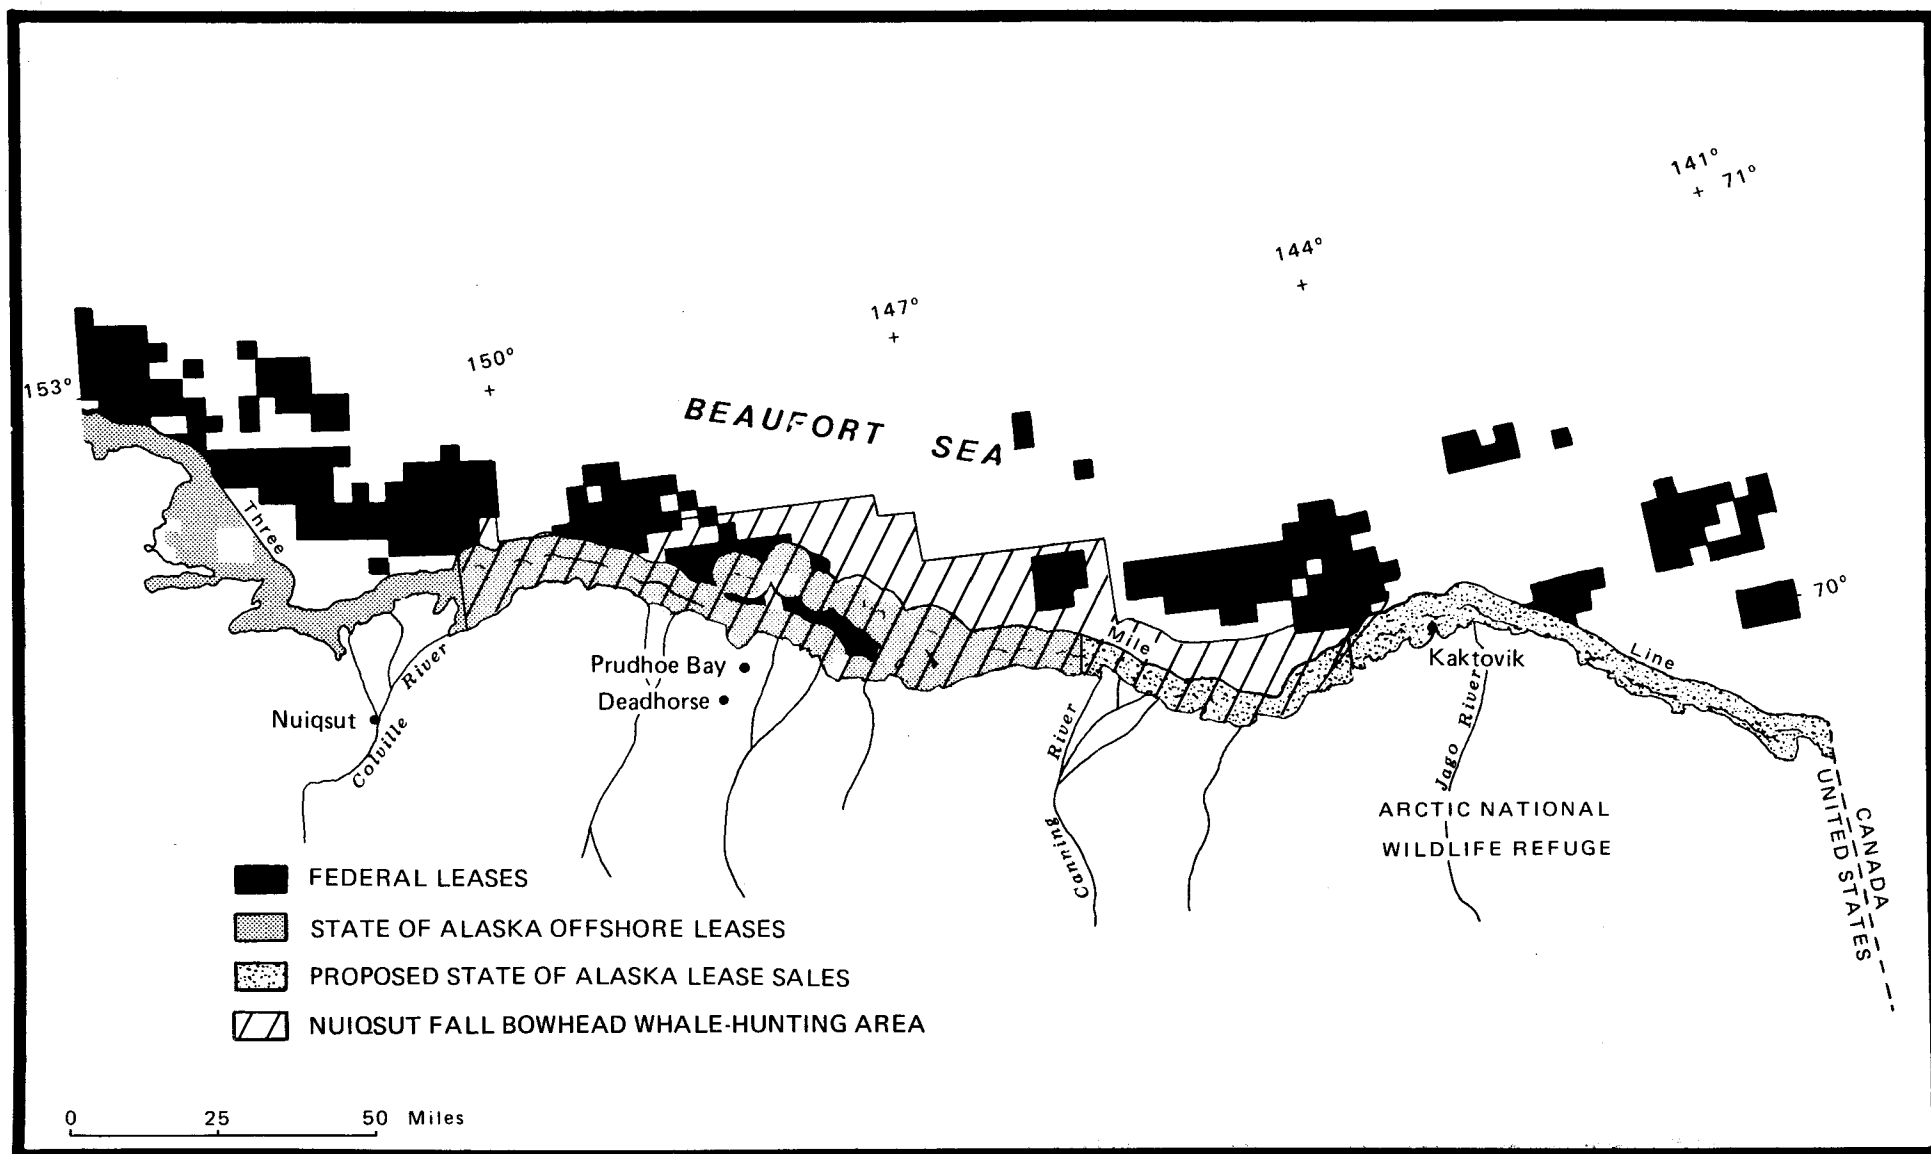 141°
71°
144°
147°
150°
153°
BEAUFORT SEA
Three
Mile
Line
70°
Prudhoe Bay
Deadhorse
Kaktovik
Nuiqsut
Colville River
Canning River
Jago River
ARCTIC NATIONAL
WILDLIFE REFUGE
CANADA
UNITED STATES
FEDERAL LEASES
STATE OF ALASKA OFFSHORE LEASES
PROPOSED STATE OF ALASKA LEASE SALES
NUIQSUT FALL BOWHEAD WHALE-HUNTING AREA
0 25 50 Miles